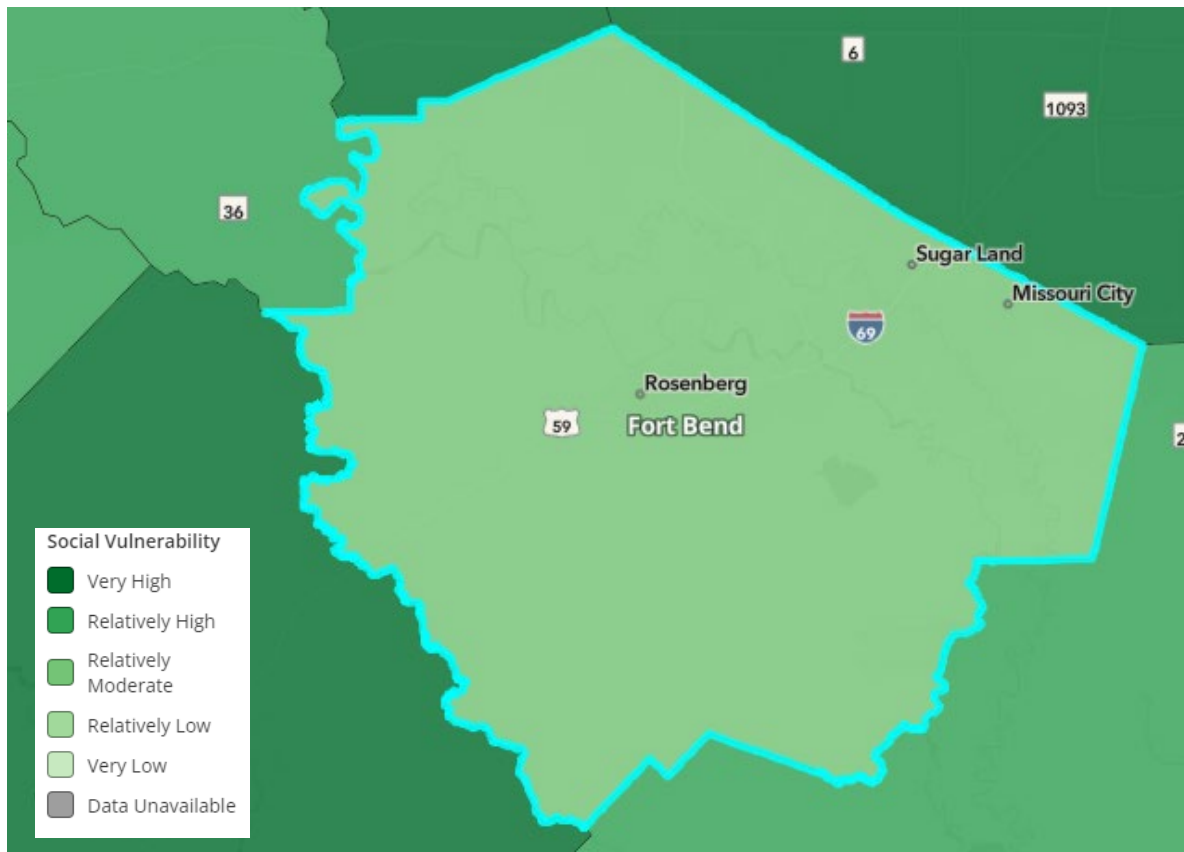 6
1093
36
Sugar Land
Missouri City
69
Rosenberg
59
Fort Bend
2
Social Vulnerability
Very High
Relatively High
Relatively
Moderate
Relatively Low
Very Low
Data Unavailable